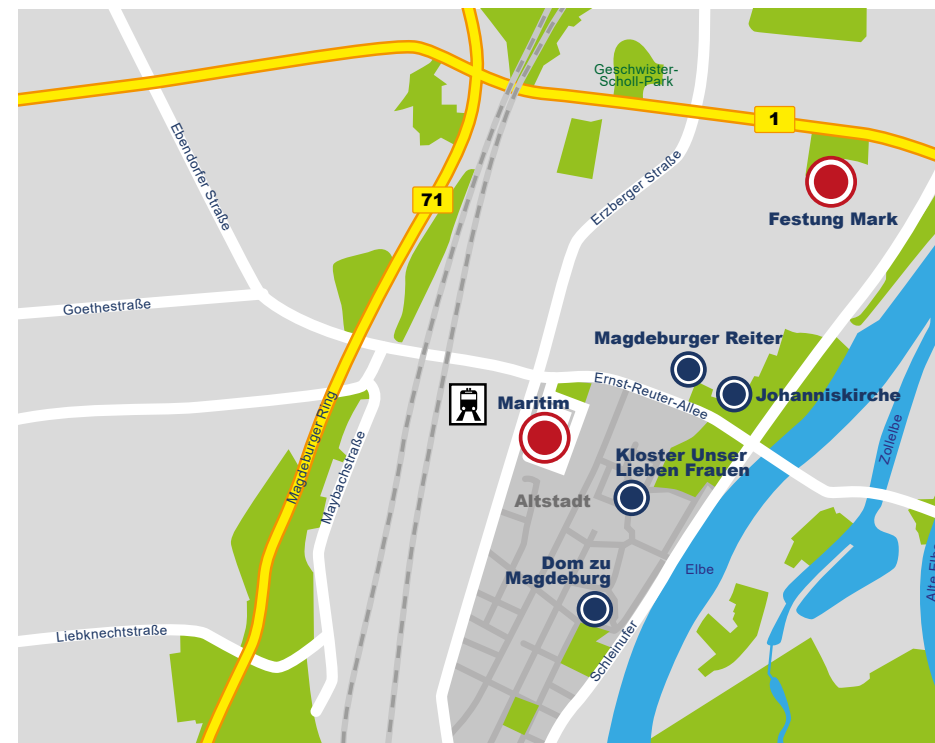 Geschwister-
Scholl-Park
1
Ebendorfer Straße
Erzberger Straße
71
Festung Mark
Goethestraße
Magdeburger Reiter
Ernst-Reuter-Allee
Johanniskirche
Maritim
Magdeburger Ring
Maybachstraße
Zollelbe
Kloster Unser
Lieben Frauen
Altstadt
Dom zu
Magdeburg
Elbe
Liebknechtstraße
Schleinufer